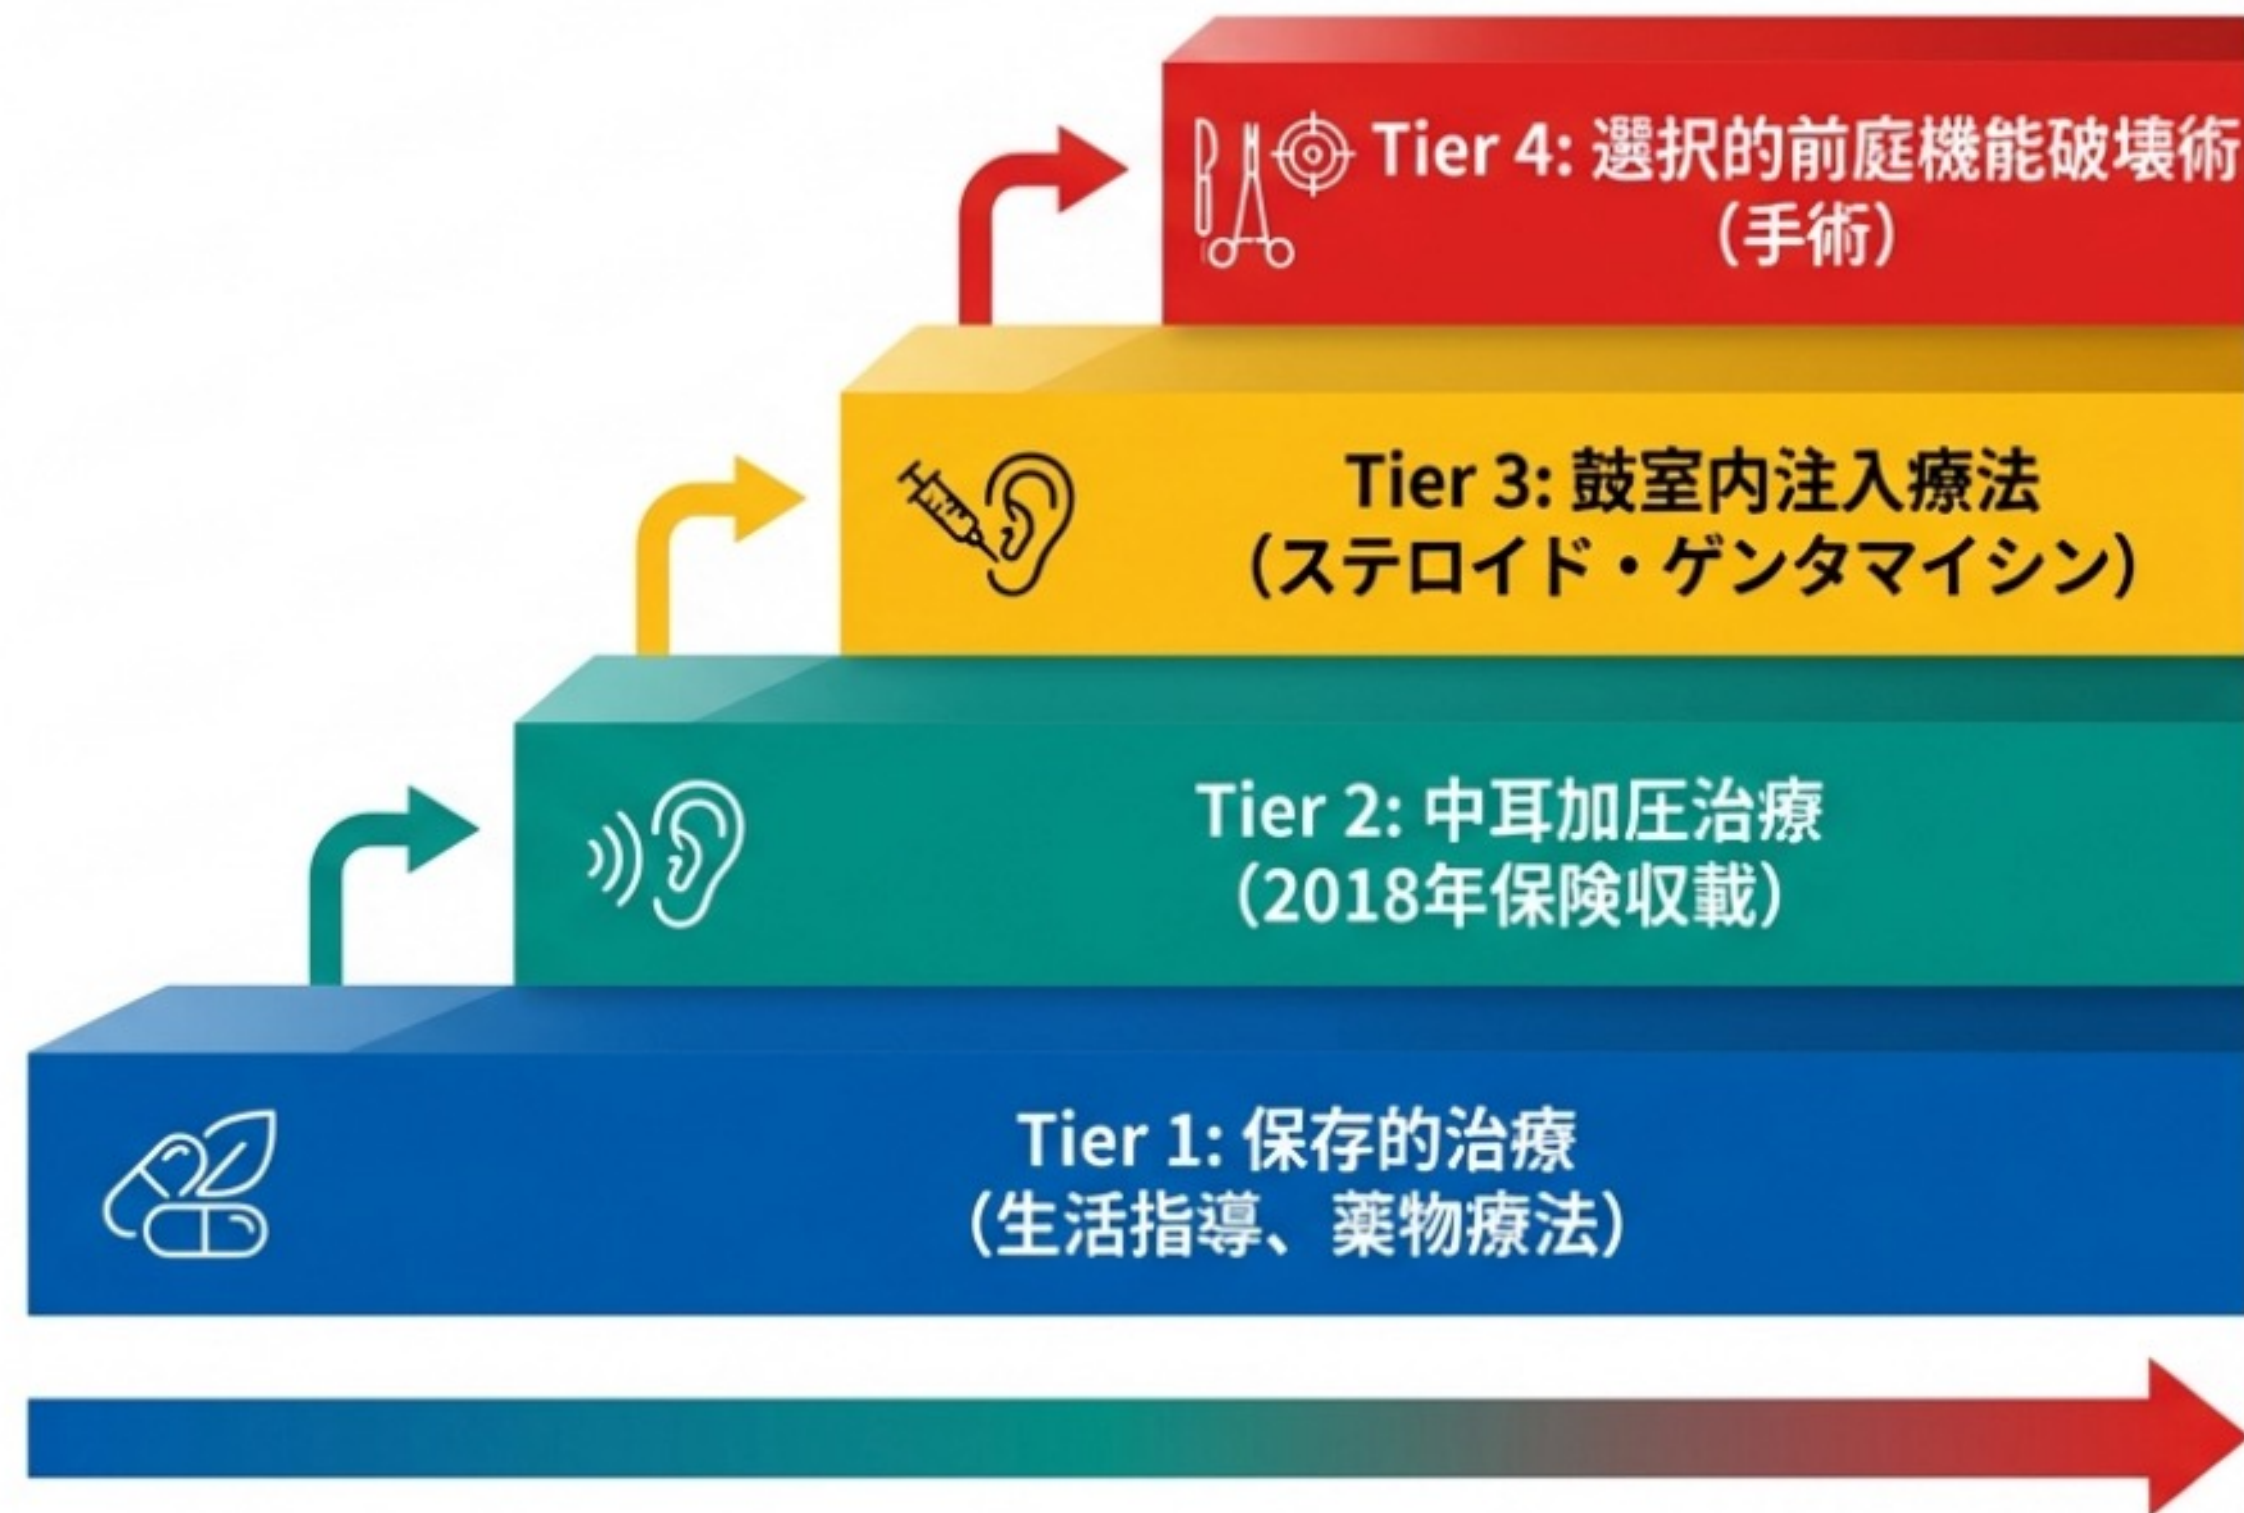 Tier 4: 選択的前庭機能破壊術
（手術）
Tier 3: 鼓室内注入療法
（ステロイド・ゲンタマイシン）
Tier 2: 中耳加圧治療
（2018年保険収載）
Tier 1: 保存的治療
（生活指導、薬物療法）